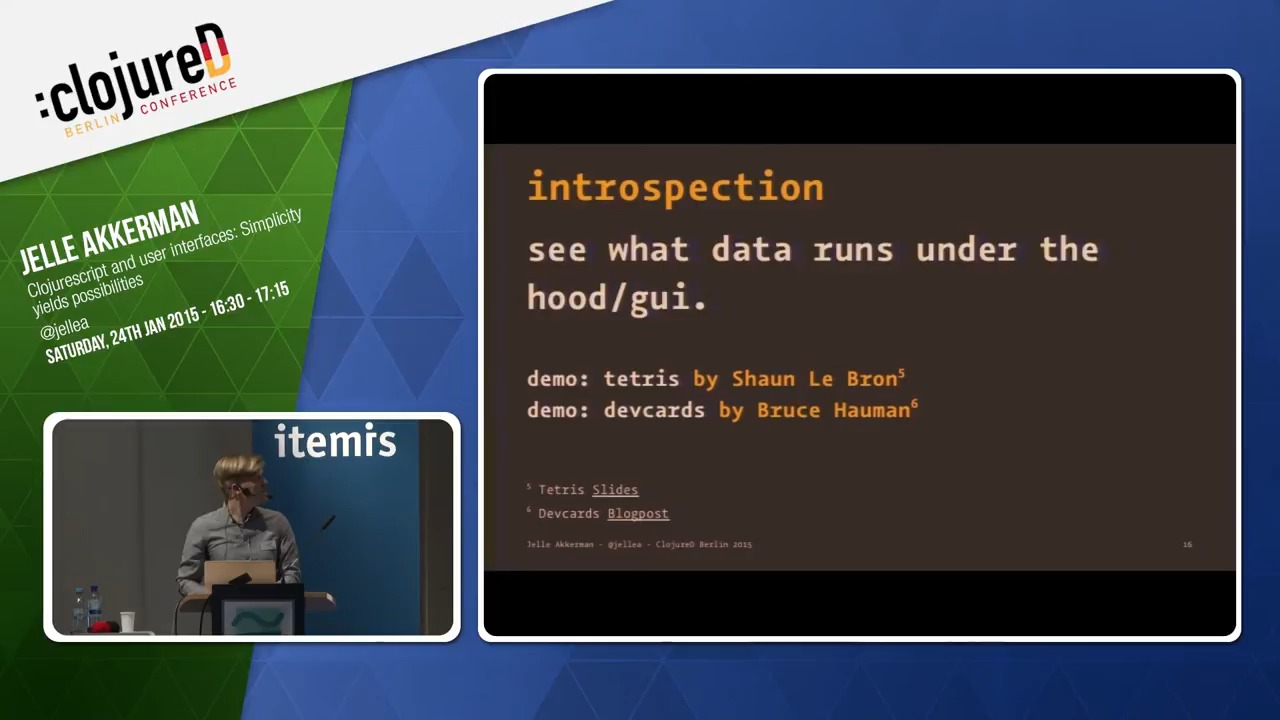 :clojureD
BERLIN CONFERENCE
JELLE AKKERMAN
Clojurescript and user interfaces: Simplicity
yields possibilities
@jellea
SATURDAY, 24TH JAN 2015 - 16:30 - 17:15
itemis
introspection
see what data runs under the
hood/gui.
demo: tetris by Shaun Le Bron⁵
demo: devcards by Bruce Hauman⁶
⁵ Tetris Slides
⁶ Devcards Blogpost
Jelle Akkerman - @jellea - ClojureD Berlin 2015
16